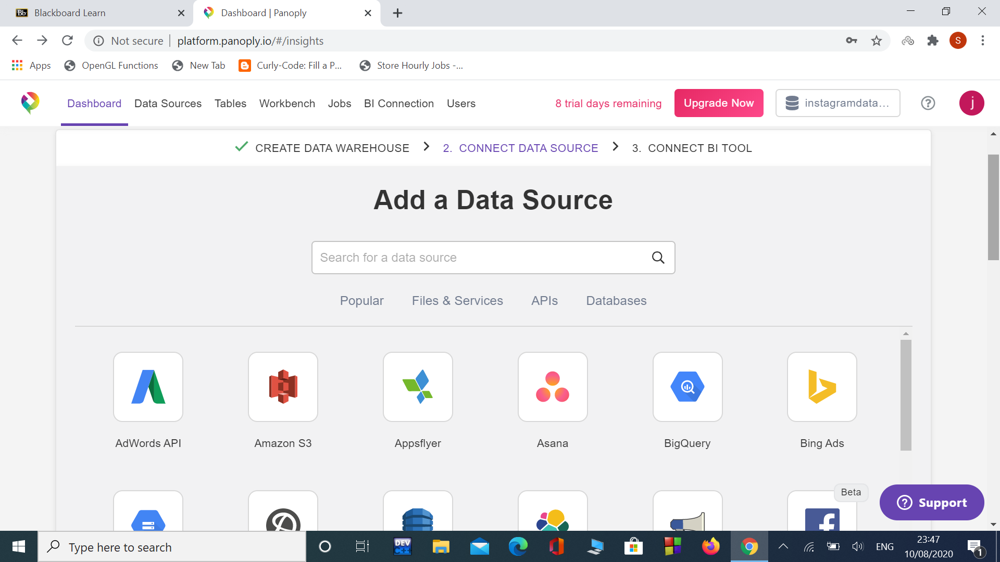 Bb Blackboard Learn
Dashboard | Panoply
Not secure | platform.panoply.io/#/insights
S
Apps OpenGL Functions New Tab Curly-Code: Fill a P... Store Hourly Jobs -...
Dashboard Data Sources Tables Workbench Jobs BI Connection Users 8 trial days remaining Upgrade Now instagramdata... j
CREATE DATA WAREHOUSE 2. CONNECT DATA SOURCE 3. CONNECT BI TOOL
Add a Data Source
Search for a data source
Popular Files & Services APIs Databases
AdWords API Amazon S3 Appsflyer Asana BigQuery Bing Ads
Beta
Support
Type here to search
DEV C++
ENG
23:47
10/08/2020
1